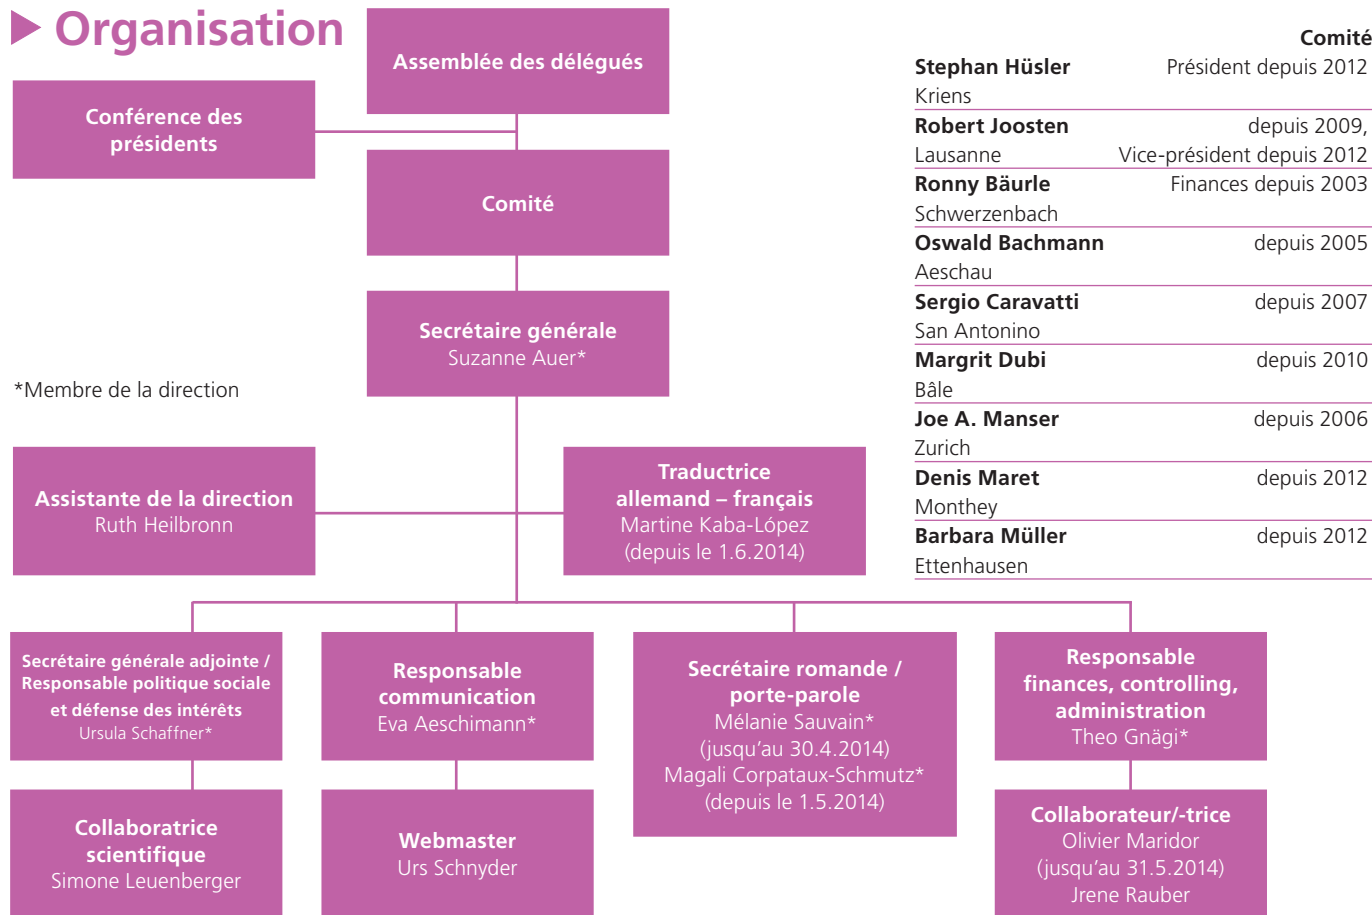 Organisation
Assemblée des délégués
Conférence des
présidents
Comité
Secrétaire générale
Suzanne Auer*
*Membre de la direction
Assistante de la direction
Ruth Heilbronn
Traductrice
allemand – français
Martine Kaba-López
(depuis le 1.6.2014)
Secrétaire générale adjointe /
Responsable politique sociale
et défense des intérêts
Ursula Schaffner*
Responsable
communication
Eva Aeschimann*
Secrétaire romande /
porte-parole
Mélanie Sauvain*
(jusqu'au 30.4.2014)
Magali Corpataux-Schmutz*
(depuis le 1.5.2014)
Responsable
finances, controlling,
administration
Theo Gnägi*
Collaboratrice
scientifique
Simone Leuenberger
Webmaster
Urs Schnyder
Collaborateur/-trice
Olivier Maridor
(jusqu'au 31.5.2014)
Jrene Rauber
Comité
Stephan Hüsler Président depuis 2012
Kriens
Robert Joosten depuis 2009,
Lausanne Vice-président depuis 2012
Ronny Bäurle Finances depuis 2003
Schwerzenbach
Oswald Bachmann depuis 2005
Aeschau
Sergio Caravatti depuis 2007
San Antonino
Margrit Dubi depuis 2010
Bâle
Joe A. Manser depuis 2006
Zurich
Denis Maret depuis 2012
Monthey
Barbara Müller depuis 2012
Ettenhausen